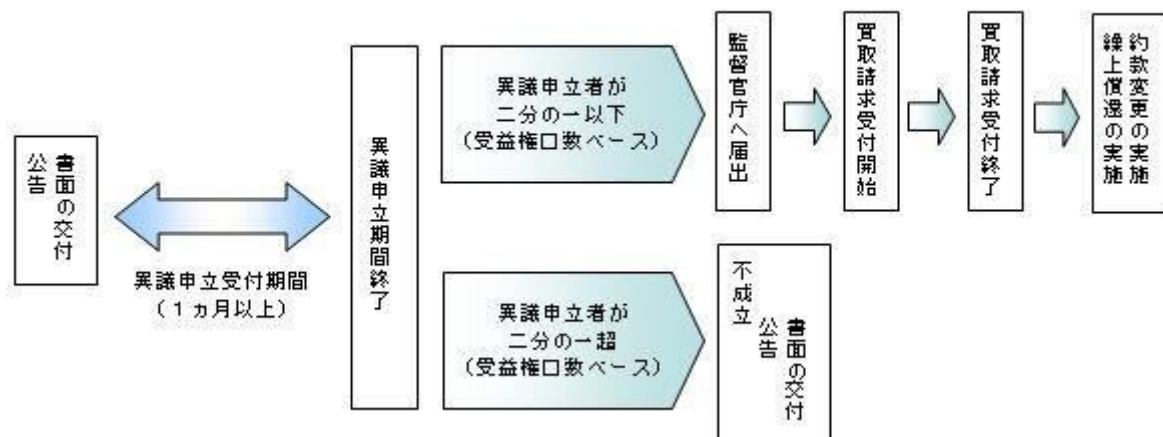 書面の交付
公告
異議申立受付期間
(1ヵ月以上)
異議申立期間終了
異議申立者が
二分の一以下
(受益権口数ベース)
監督官庁へ届出
買取請求受付開始
買取請求受付終了
約款変更の実施
繰上償還の実施
異議申立者が
二分の一超
(受益権口数ベース)
不成立
書面の交付
公告